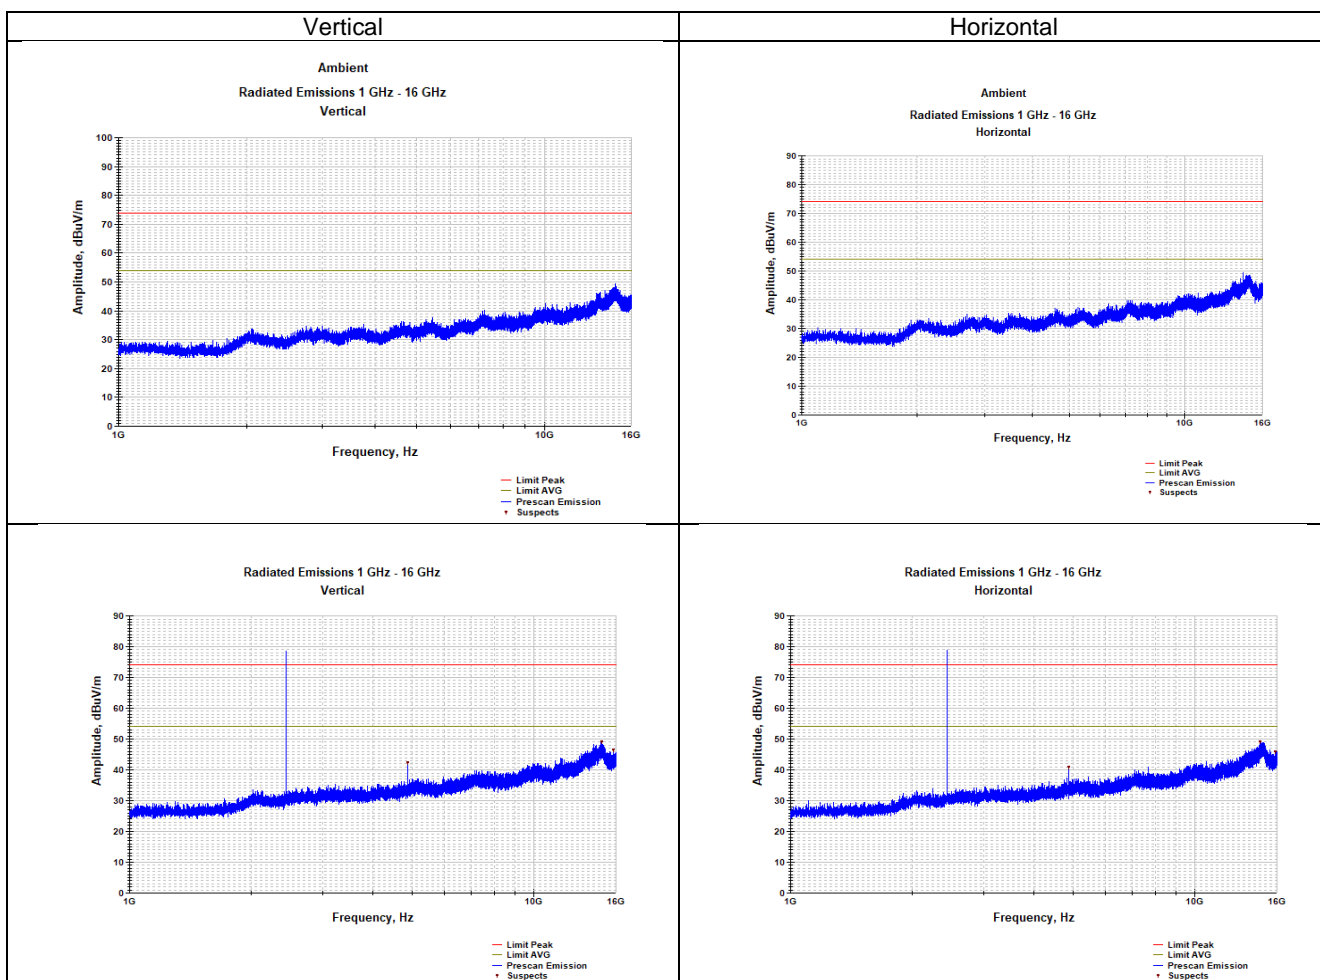 Vertical
Horizontal
Ambient
Radiated Emissions 1 GHz - 16 GHz
Vertical
100
90
80
70
60
50
40
30
20
10
0
Amplitude, dBuV/m
1G
10G
16G
Frequency, Hz
Limit Peak
Limit AVG
Prescan Emission
Suspects
Ambient
Radiated Emissions 1 GHz - 16 GHz
Horizontal
90
80
70
60
50
40
30
20
10
0
Amplitude, dBuV/m
1G
10G
16G
Frequency, Hz
Limit Peak
Limit AVG
Prescan Emission
Suspects
Radiated Emissions 1 GHz - 16 GHz
Vertical
90
80
70
60
50
40
30
20
10
0
Amplitude, dBuV/m
1G
10G
16G
Frequency, Hz
Limit Peak
Limit AVG
Prescan Emission
Suspects
Radiated Emissions 1 GHz - 16 GHz
Horizontal
90
80
70
60
50
40
30
20
10
0
Amplitude, dBuV/m
1G
10G
16G
Frequency, Hz
Limit Peak
Limit AVG
Prescan Emission
Suspects